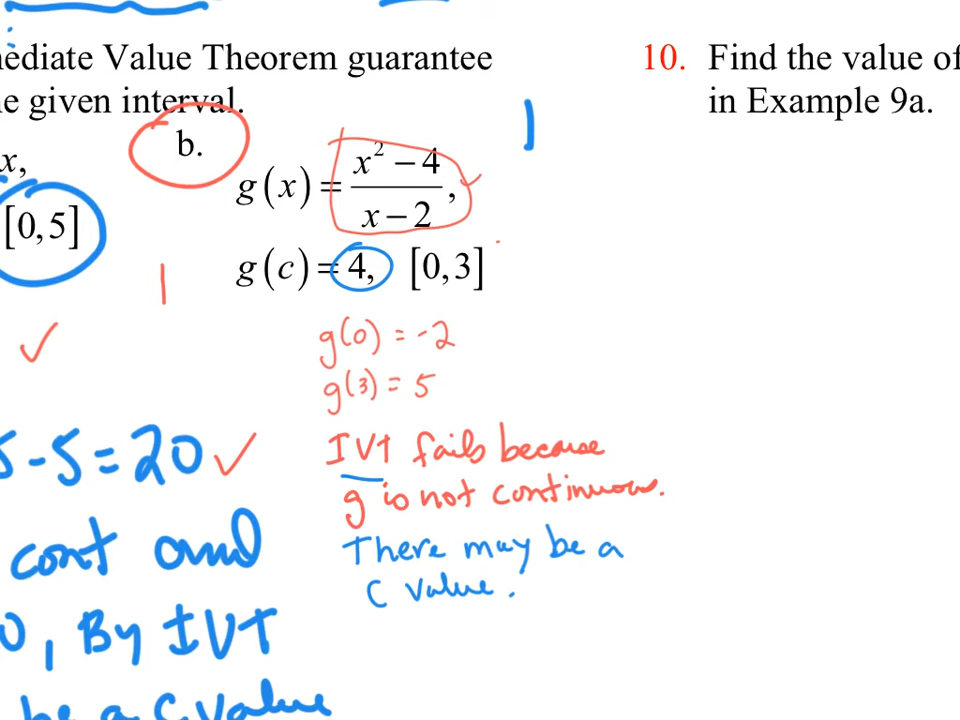 mediate Value Theorem guarantee
he given interval.
x,
[0,5]
b.
g(x) = (x² − 4)/(x − 2),
g(c) = 4, [0,3]
g(0) = -2
g(3) = 5
IVT fails because
g is not continuous.
There may be a
C value.
5-5=20
cont and
0, By IVT
be a C value
10. Find the value of
in Example 9a.